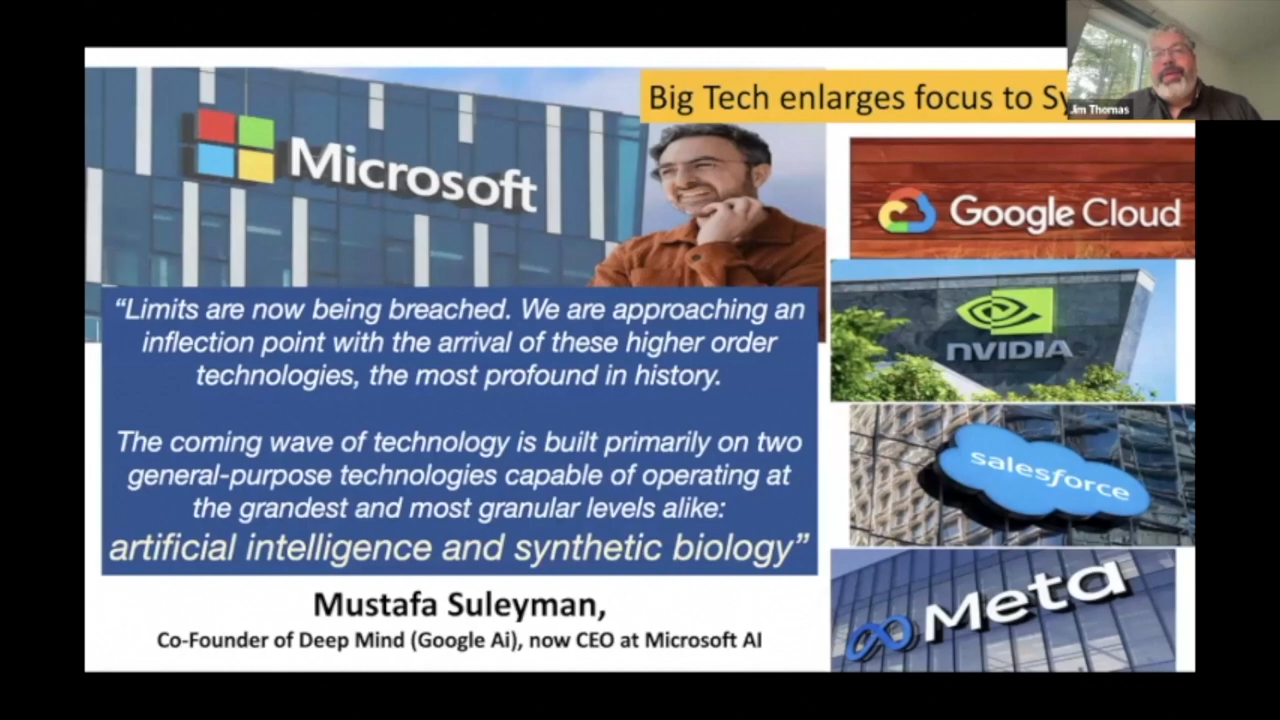 Big Tech enlarges focus to
Jim Thomas
Microsoft
Google Cloud
NVIDIA
salesforce
Meta
“Limits are now being breached. We are approaching an
inflection point with the arrival of these higher order
technologies, the most profound in history.
The coming wave of technology is built primarily on two
general-purpose technologies capable of operating at
the grandest and most granular levels alike:
artificial intelligence and synthetic biology”
Mustafa Suleyman,
Co-Founder of Deep Mind (Google Ai), now CEO at Microsoft AI